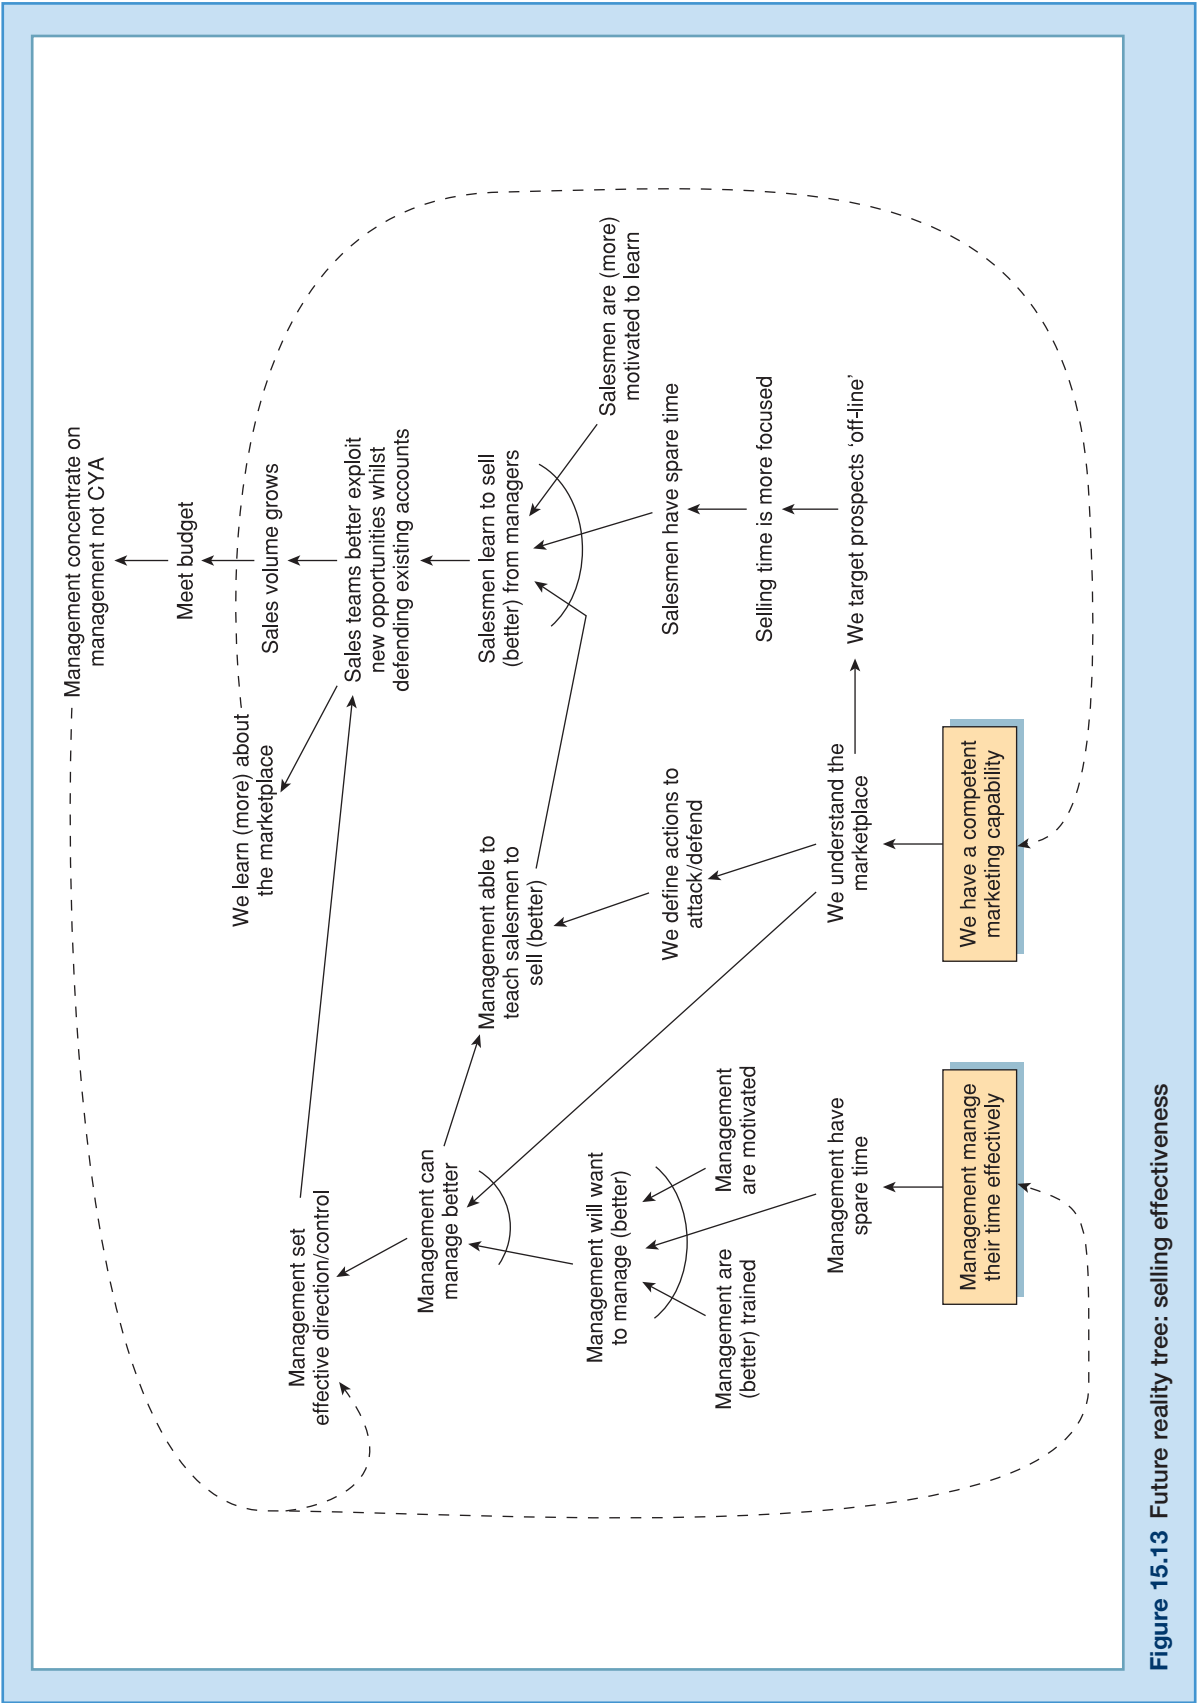 Management concentrate on
management not CYA
Meet budget
We learn (more) about
the marketplace
Sales volume grows
Management set
effective direction/control
Sales teams better exploit
new opportunities whilst
defending existing accounts
Management can
manage better
Management able to
teach salesmen to
sell (better)
Salesmen learn to sell
(better) from managers
Management will want
to manage (better)
Salesmen are (more)
motivated to learn
We define actions to
attack/defend
Salesmen have spare time
Management are
(better) trained
Management
are motivated
Selling time is more focused
Management have
spare time
We understand the
marketplace
We target prospects ‘off-line’
Management manage
their time effectively
We have a competent
marketing capability
Figure 15.13 Future reality tree: selling effectiveness